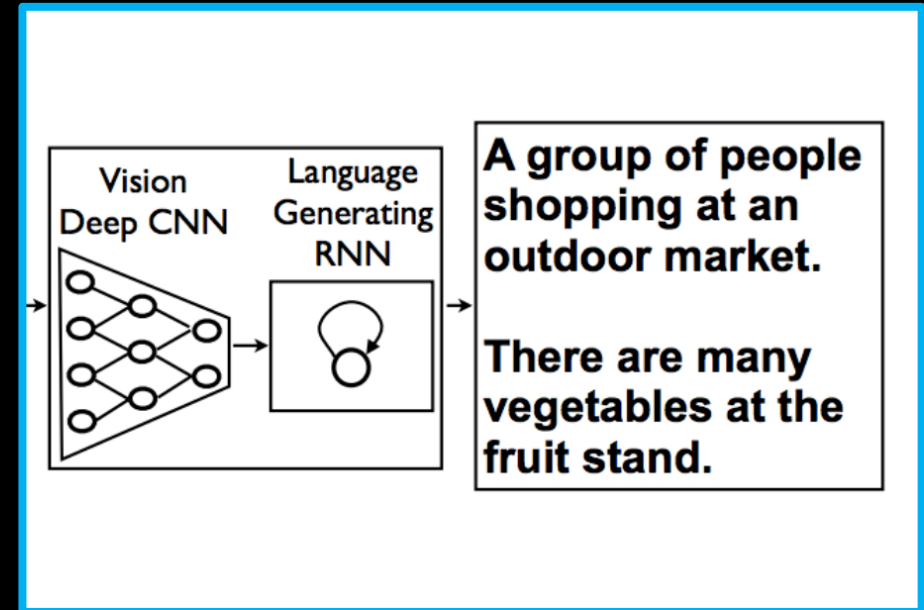 Vision
Deep CNN
Language
Generating
RNN
A group of people
shopping at an
outdoor market.
There are many
vegetables at the
fruit stand.